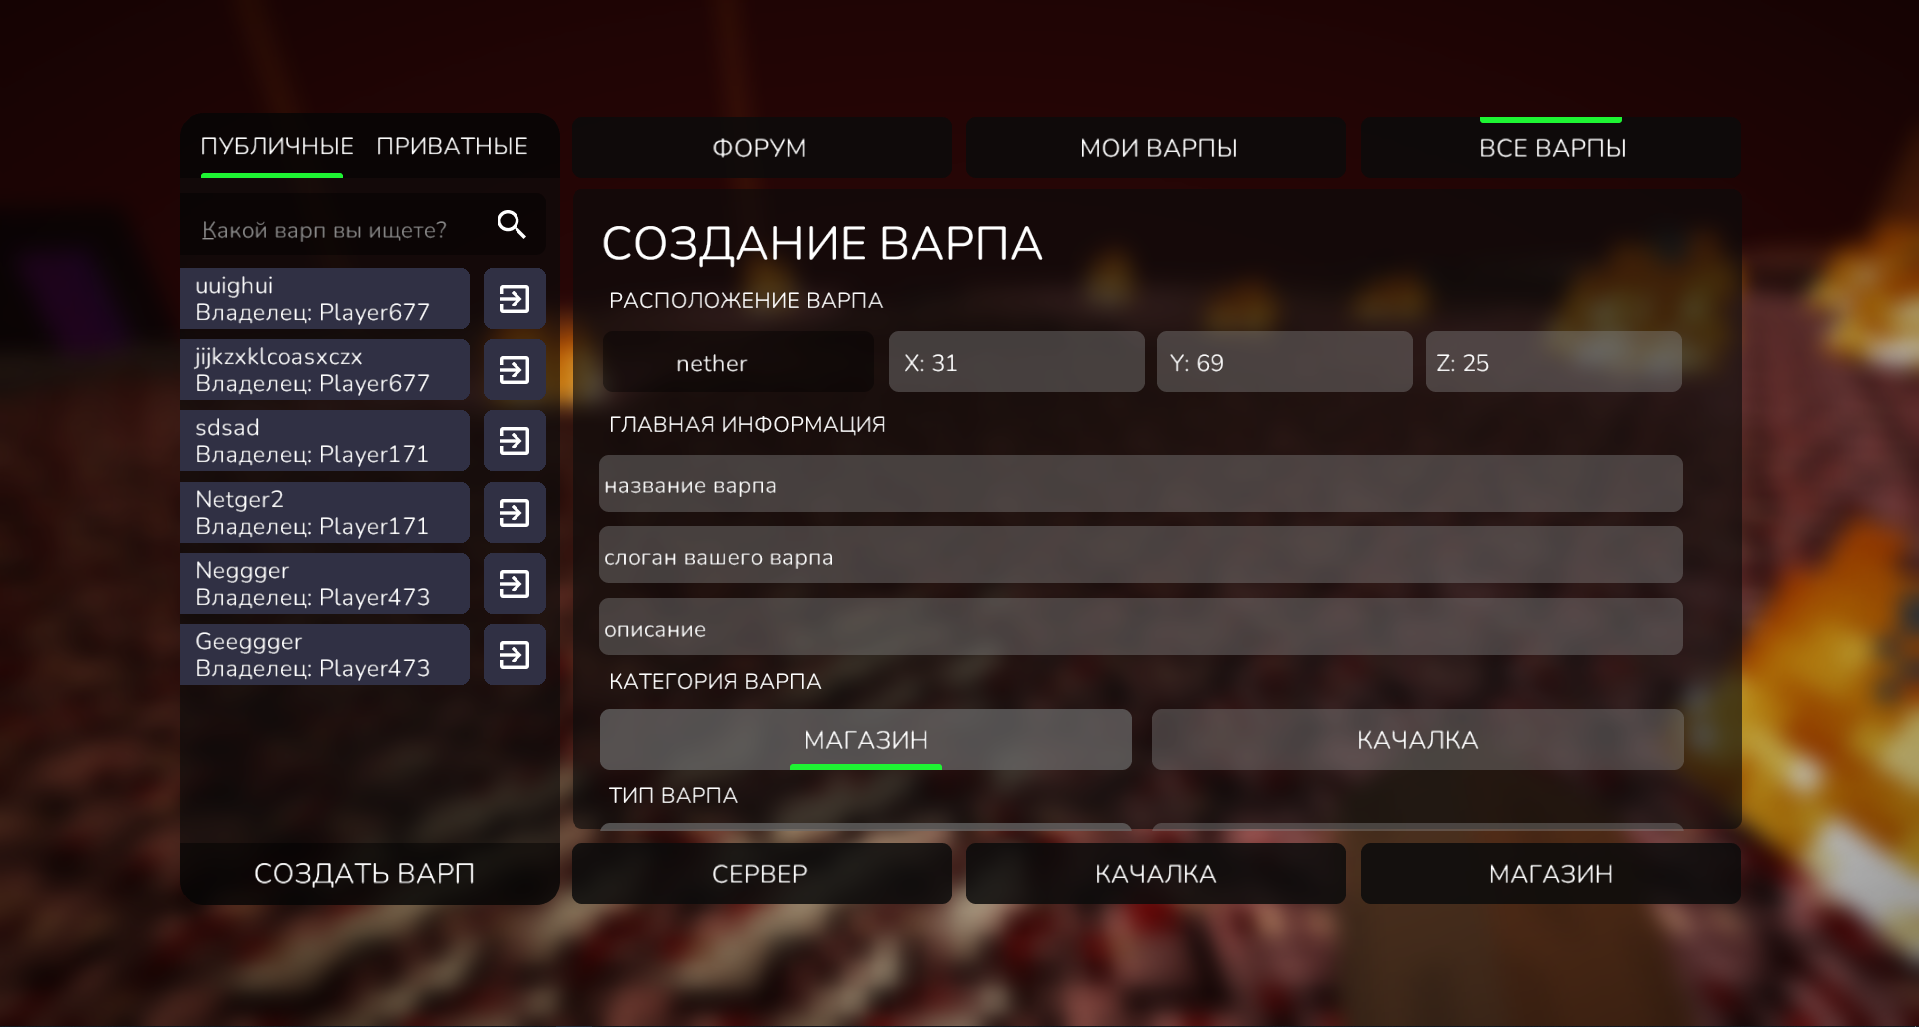 ПУБЛИЧНЫЕ ПРИВАТНЫЕ
ФОРУМ
МОИ ВАРПЫ
ВСЕ ВАРПЫ
Какой варп вы ищете?
uuighui
Владелец: Player677
jijkzxklcoasxczx
Владелец: Player677
sdsad
Владелец: Player171
Netger2
Владелец: Player171
Neggger
Владелец: Player473
Geeggger
Владелец: Player473
СОЗДАТЬ ВАРП
СОЗДАНИЕ ВАРПА
РАСПОЛОЖЕНИЕ ВАРПА
nether
X: 31
Y: 69
Z: 25
ГЛАВНАЯ ИНФОРМАЦИЯ
название варпа
слоган вашего варпа
описание
КАТЕГОРИЯ ВАРПА
МАГАЗИН
КАЧАЛКА
ТИП ВАРПА
СЕРВЕР
КАЧАЛКА
МАГАЗИН